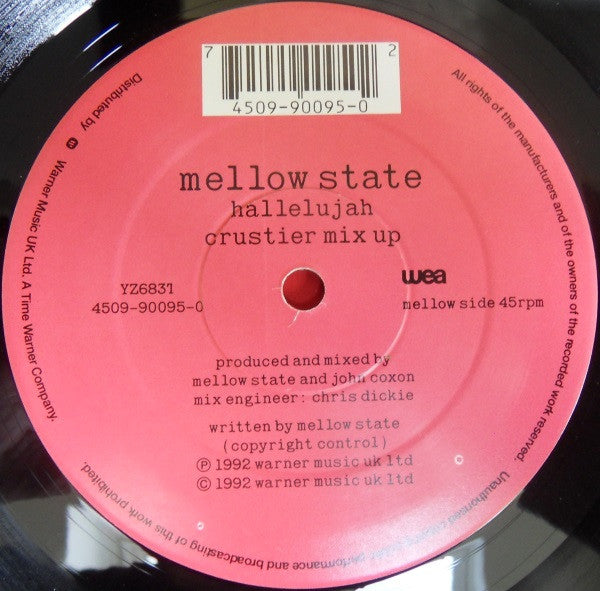 7 2
4509-90095-0
mellow state
hallelujah
crustier mix up
YZ683T
4509-90095-0
wea
mellow side 45rpm
produced and mixed by
mellow state and john coxon
mix engineer: chris dickie
written by mellow state
(copyright control)
℗ 1992 warner music uk ltd
© 1992 warner music uk ltd
All rights of the manufacturers and of the owners of the recorded work reserved.
Unauthorised public performance and broadcasting of this work prohibited.
Distributed by Warner Music UK Ltd. A Time Warner Company.